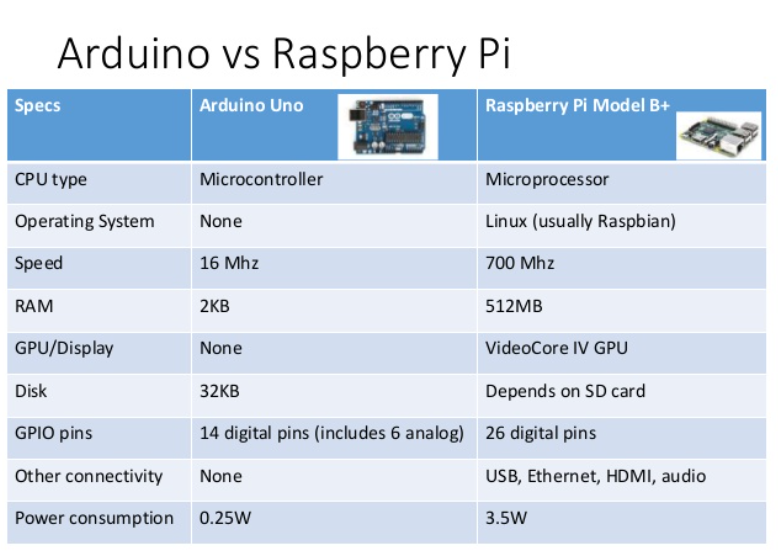 Arduino vs Raspberry Pi
Specs Arduino Uno Raspberry Pi Model B+
CPU type Microcontroller Microprocessor
Operating System None Linux (usually Raspbian)
Speed 16 Mhz 700 Mhz
RAM 2KB 512MB
GPU/Display None VideoCore IV GPU
Disk 32KB Depends on SD card
GPIO pins 14 digital pins (includes 6 analog) 26 digital pins
Other connectivity None USB, Ethernet, HDMI, audio
Power consumption 0.25W 3.5W